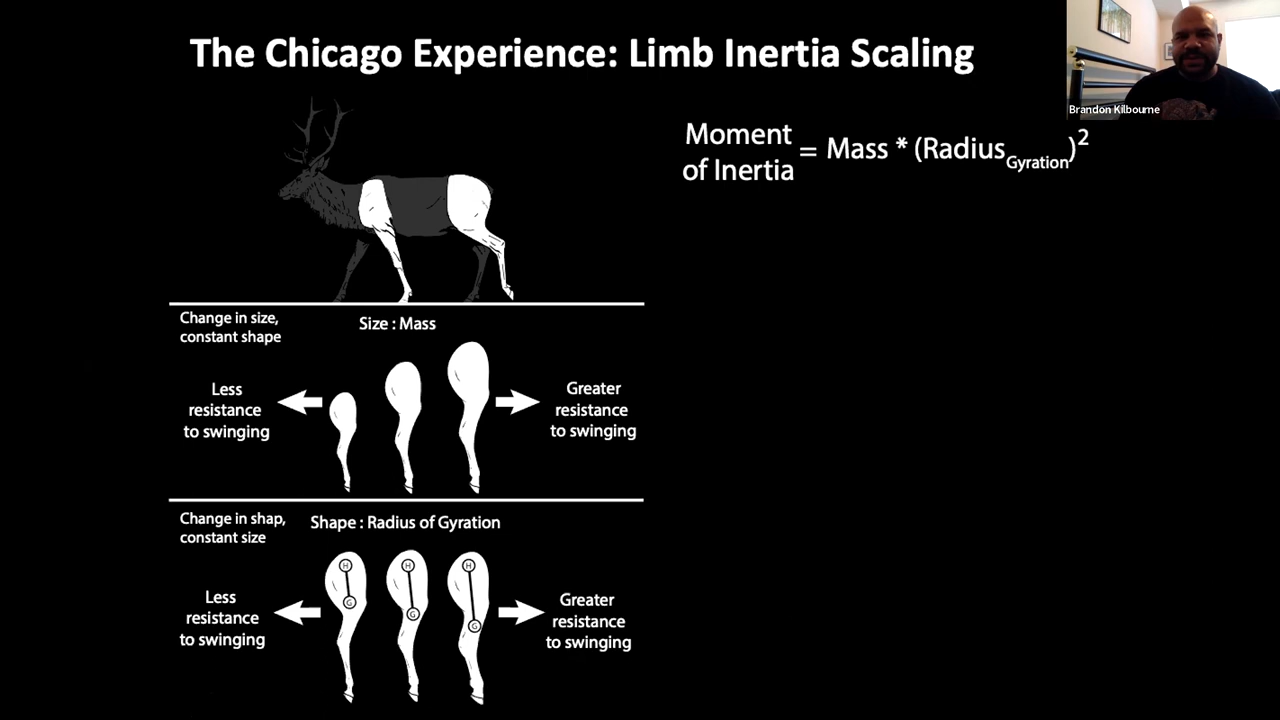 The Chicago Experience: Limb Inertia Scaling
Brandon Kilbourne
Moment
of Inertia
= Mass * (Radius Gyration)2
Change in size,
constant shape
Size : Mass
Less
resistance
to swinging
Greater
resistance
to swinging
Change in shap,
constant size
Shape : Radius of Gyration
H
G
H
G
H
G
Less
resistance
to swinging
Greater
resistance
to swinging